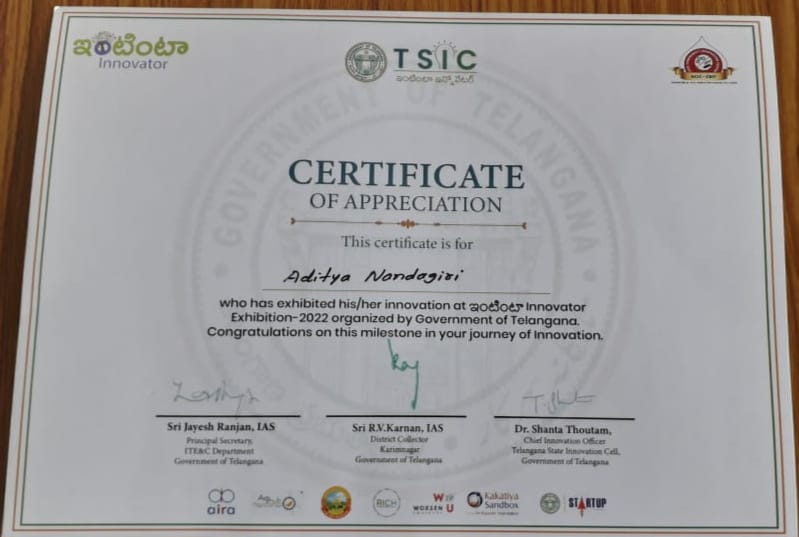 ఇంటింటా
Innovator
TSIC
ఇంటింటా ఇన్నోవేటర్
GOVERNMENT OF TELANGANA
CERTIFICATE
OF APPRECIATION
This certificate is for
Aditya Nandagiri
who has exhibited his/her innovation at ఇంటింటా Innovator
Exhibition-2022 organized by Government of Telangana.
Congratulations on this milestone in your journey of Innovation.
Sri Jayesh Ranjan, IAS
Principal Secretary,
ITE&C Department
Government of Telangana
Sri R.V.Karnan, IAS
District Collector
Karimnagar
Government of Telangana
Dr. Shanta Thoutam,
Chief Innovation Officer
Telangana State Innovation Cell,
Government of Telangana
aira
RICH
WOXSEN
Kakatiya
Sandbox
STARTUP